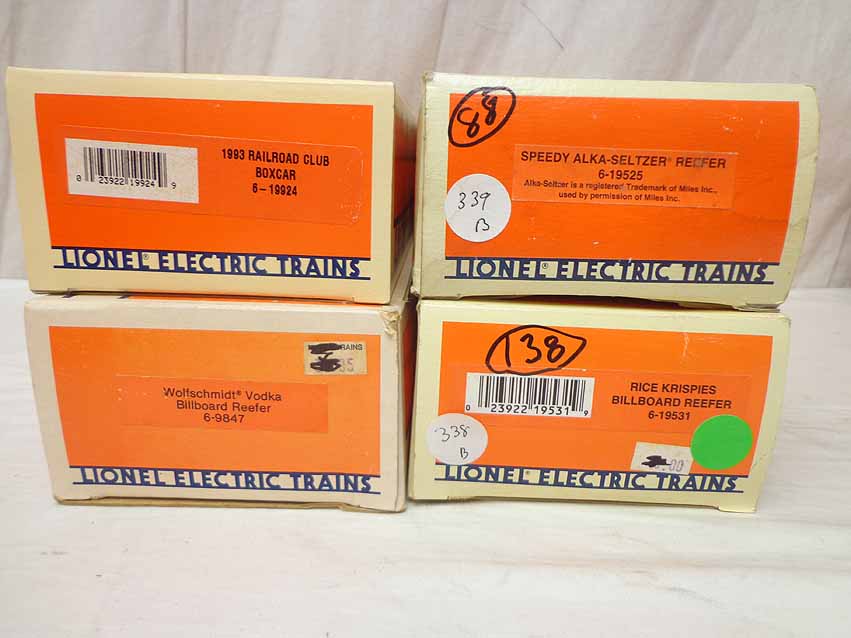 1993 RAILROAD CLUB
BOXCAR
6-19924
0 23922 19924 9
LIONEL® ELECTRIC TRAINS
88
SPEEDY ALKA-SELTZER® REEFER
6-19525
Alka-Seltzer is a registered Trademark of Miles Inc.,
used by permission of Miles Inc.
339
B
LIONEL® ELECTRIC TRAINS
RAINS
Wolfschmidt® Vodka
Billboard Reefer
6-9847
LIONEL® ELECTRIC TRAINS
138
RICE KRISPIES
BILLBOARD REEFER
6-19531
0 23922 19531 9
338
B
.00
LIONEL® ELECTRIC TRAINS